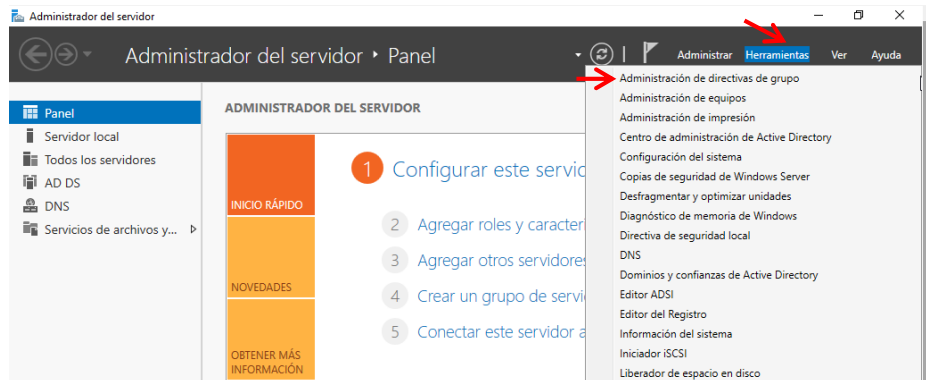 Administrador del servidor
Administrador del servidor ‣ Panel
Administrar Herramientas Ver Ayuda
Panel
Servidor local
Todos los servidores
AD DS
DNS
Servicios de archivos y...
ADMINISTRADOR DEL SERVIDOR
INICIO RÁPIDO
NOVEDADES
OBTENER MÁS
INFORMACIÓN
1 Configurar este servic
2 Agregar roles y caracterí
3 Agregar otros servidores
4 Crear un grupo de servi
5 Conectar este servidor a
Administración de directivas de grupo
Administración de equipos
Administración de impresión
Centro de administración de Active Directory
Configuración del sistema
Copias de seguridad de Windows Server
Desfragmentar y optimizar unidades
Diagnóstico de memoria de Windows
Directiva de seguridad local
DNS
Dominios y confianzas de Active Directory
Editor ADSI
Editor del Registro
Información del sistema
Iniciador iSCSI
Liberador de espacio en disco